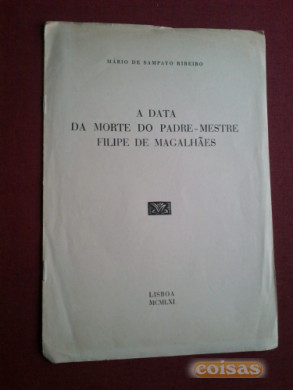 MÁRIO DE SAMPAYO RIBEIRO
A DATA
DA MORTE DO PADRE-MESTRE
FILIPE DE MAGALHÃES
LISBOA
MCMLXI
coisas